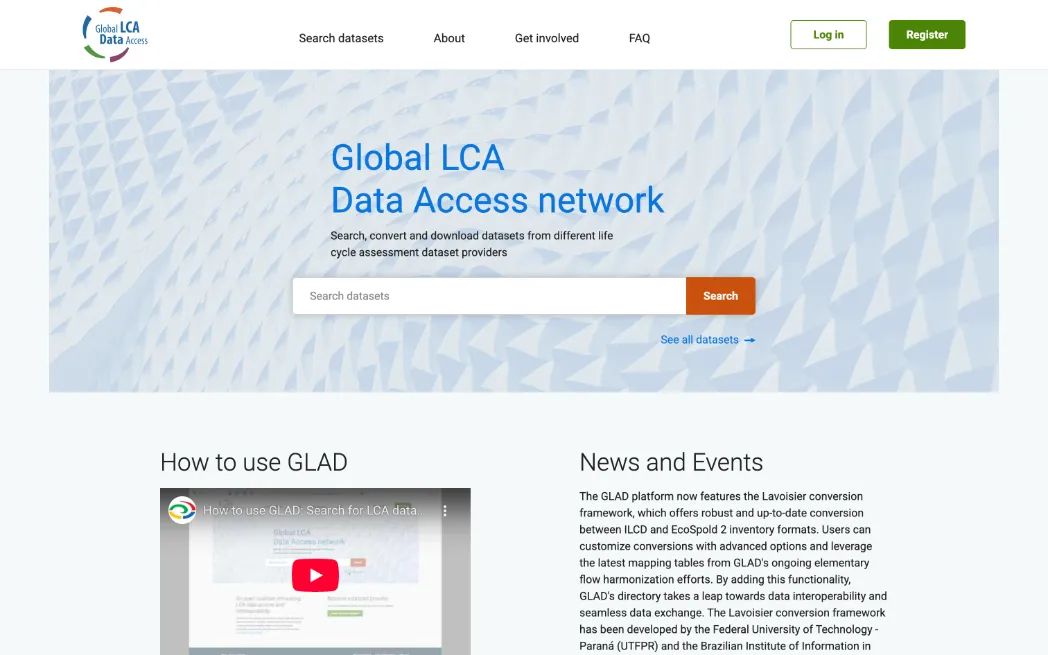 Global LCA
Data Access
Search datasets
About
Get involved
FAQ
Log in
Register
Global LCA
Data Access network
Search, convert and download datasets from different life
cycle assessment dataset providers
Search datasets
Search
See all datasets
How to use GLAD
News and Events
How to use GLAD: Search for LCA data...
Global LCA
Data Access network
The GLAD platform now features the Lavoisier conversion
framework, which offers robust and up-to-date conversion
between ILCD and EcoSpold 2 inventory formats. Users can
customize conversions with advanced options and leverage
the latest mapping tables from GLAD's ongoing elementary
flow harmonization efforts. By adding this functionality,
GLAD's directory takes a leap towards data interoperability and
seamless data exchange. The Lavoisier conversion framework
has been developed by the Federal University of Technology -
Paraná (UTFPR) and the Brazilian Institute of Information in